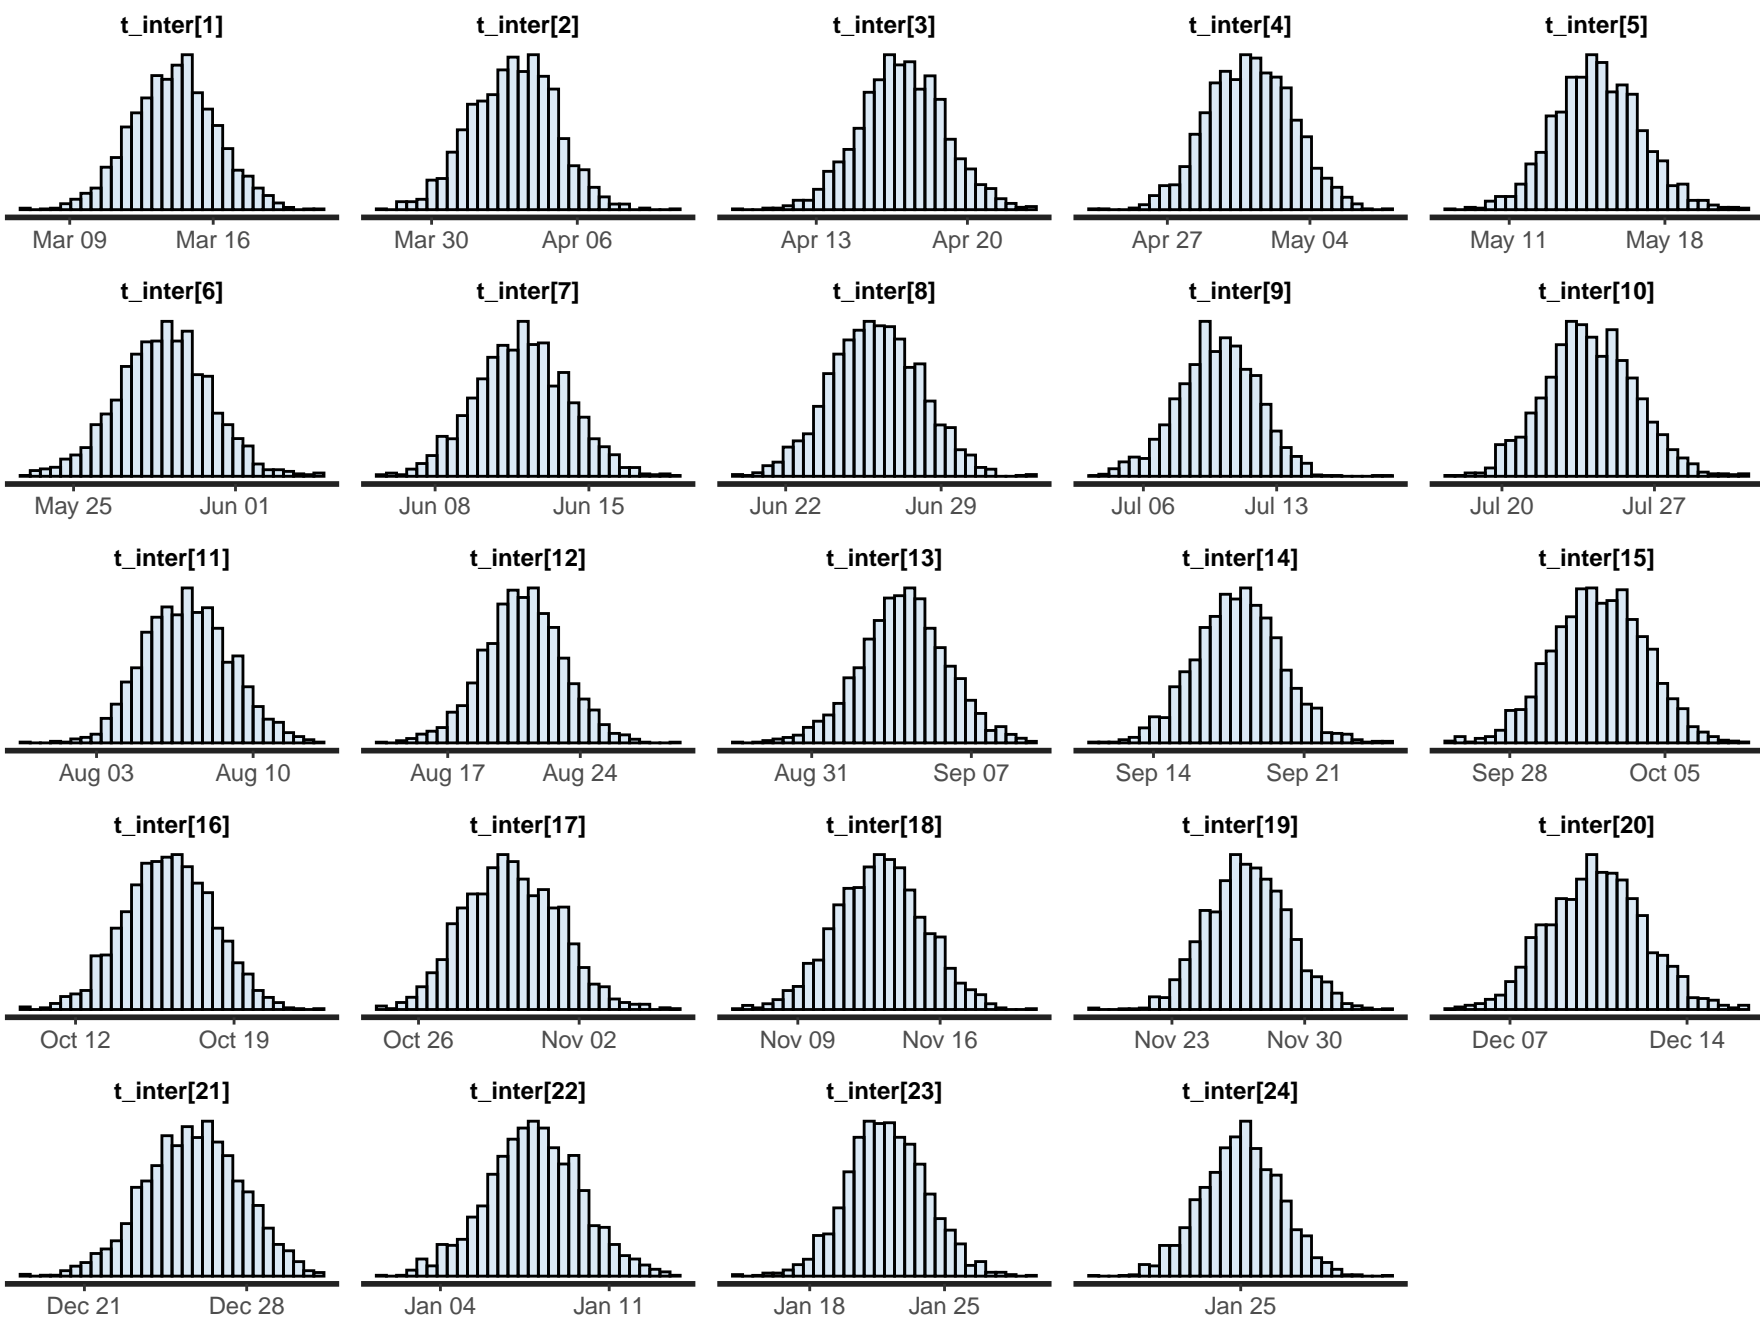 t_inter[1] t_inter[2] t_inter[3] t_inter[4] t_inter[5]
Mar 09 Mar 16 Mar 30 Apr 06 Apr 13 Apr 20 Apr 27 May 04 May 11 May 18
t_inter[6] t_inter[7] t_inter[8] t_inter[9] t_inter[10]
May 25 Jun 01 Jun 08 Jun 15 Jun 22 Jun 29 Jul 06 Jul 13 Jul 20 Jul 27
t_inter[11] t_inter[12] t_inter[13] t_inter[14] t_inter[15]
Aug 03 Aug 10 Aug 17 Aug 24 Aug 31 Sep 07 Sep 14 Sep 21 Sep 28 Oct 05
t_inter[16] t_inter[17] t_inter[18] t_inter[19] t_inter[20]
Oct 12 Oct 19 Oct 26 Nov 02 Nov 09 Nov 16 Nov 23 Nov 30 Dec 07 Dec 14
t_inter[21] t_inter[22] t_inter[23] t_inter[24]
Dec 21 Dec 28 Jan 04 Jan 11 Jan 18 Jan 25 Jan 25